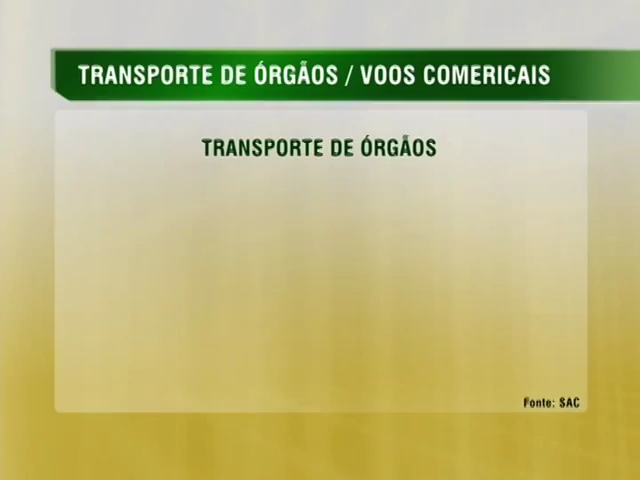 TRANSPORTE DE ÓRGÃOS / VOOS COMERICAIS
TRANSPORTE DE ÓRGÃOS
Fonte: SAC